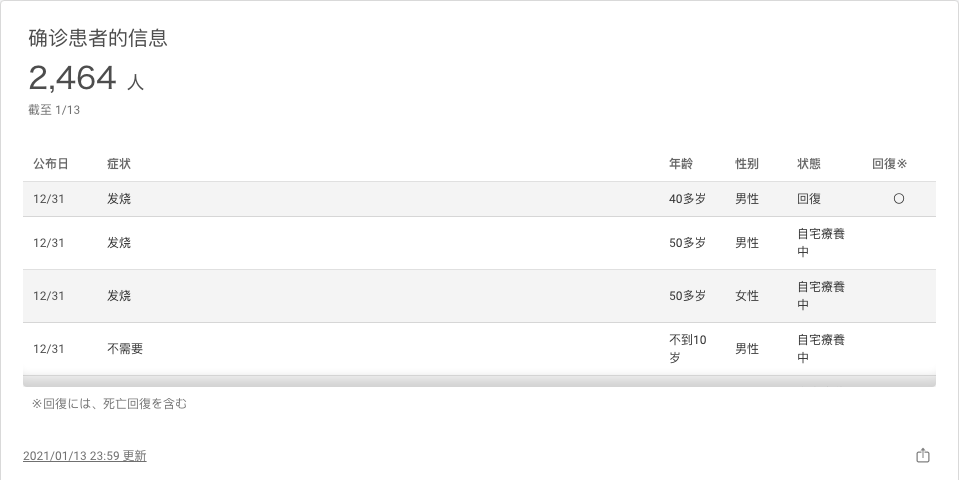 确诊患者的信息
2,464 人
截至 1/13
公布日 症状 年龄 性别 状態 回復※
12/31 发烧 40多岁 男性 回復 〇
12/31 发烧 50多岁 男性 自宅療養
中
12/31 发烧 50多岁 女性 自宅療養
中
12/31 不需要 不到10
岁 男性 自宅療養
中
※回復には、死亡回復を含む
2021/01/13 23:59 更新